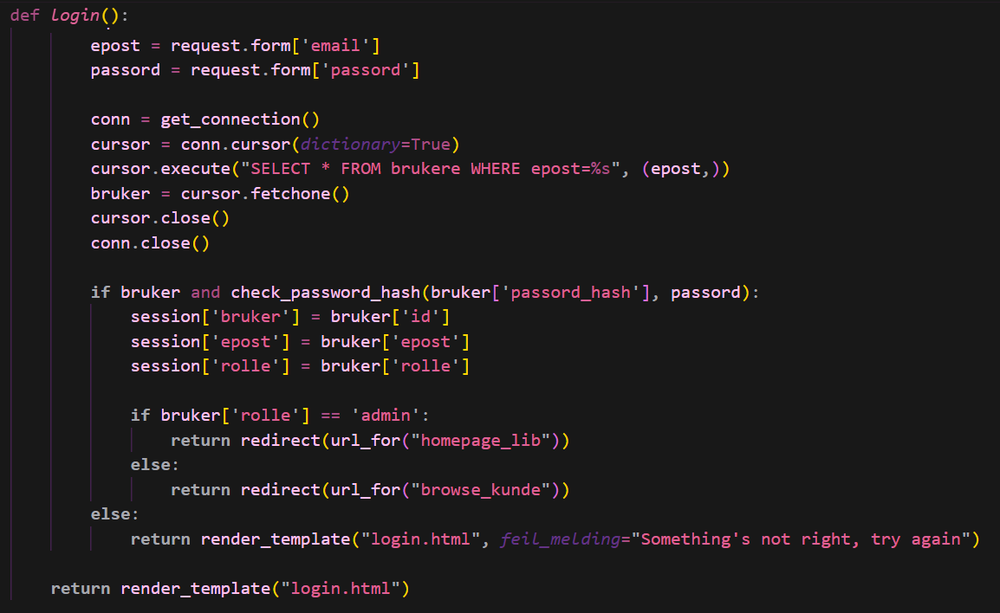 def login():
        epost = request.form['email']
        passord = request.form['passord']

        conn = get_connection()
        cursor = conn.cursor(dictionary=True)
        cursor.execute("SELECT * FROM brukere WHERE epost=%s", (epost,))
        bruker = cursor.fetchone()
        cursor.close()
        conn.close()

        if bruker and check_password_hash(bruker['passord_hash'], passord):
            session['bruker'] = bruker['id']
            session['epost'] = bruker['epost']
            session['rolle'] = bruker['rolle']

            if bruker['rolle'] == 'admin':
                return redirect(url_for("homepage_lib"))
            else:
                return redirect(url_for("browse_kunde"))
        else:
            return render_template("login.html", feil_melding="Something's not right, try again")

    return render_template("login.html")